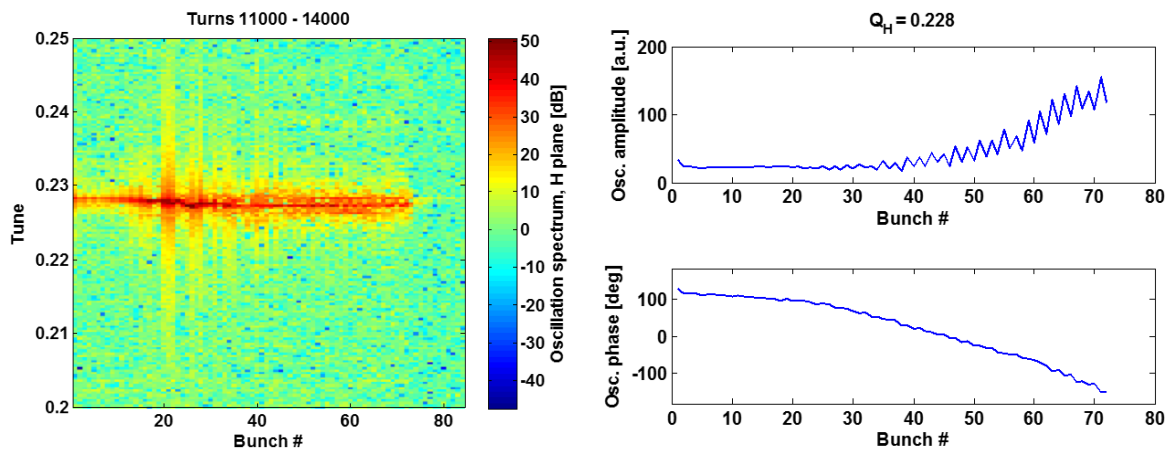 Turns 11000 - 14000
Tune
0.25
0.24
0.23
0.22
0.21
0.2
20
40
60
80
Bunch #
50
40
30
20
10
0
-10
-20
-30
-40
Oscillation spectrum, H plane [dB]
Q_H = 0.228
Osc. amplitude [a.u.]
200
100
0
0 10 20 30 40 50 60 70 80
Bunch #
Osc. phase [deg]
100
0
-100
0 10 20 30 40 50 60 70 80
Bunch #